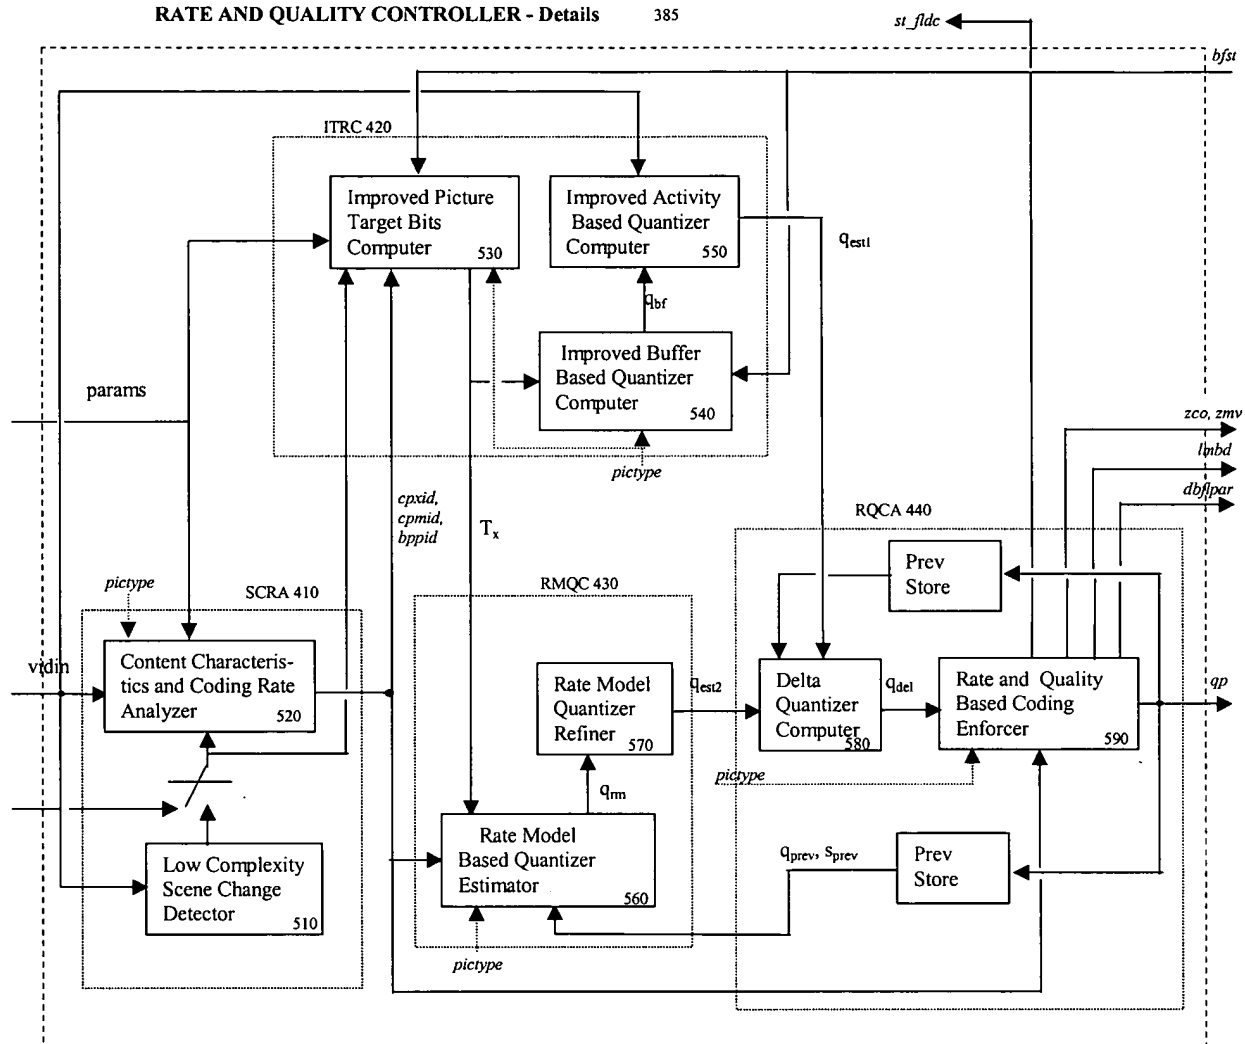 RATE AND QUALITY CONTROLLER - Details 385
st_fldc
bfst
ITRC 420
Improved Picture
Target Bits
Computer
530
Improved Activity
Based Quantizer
Computer
550
qest1
qbf
Improved Buffer
Based Quantizer
Computer
540
params
pictype
zco, zmv
lmbd
dbflpar
cpxid,
cpmid,
bppid
Tx
RQCA 440
Prev
Store
pictype
SCRA 410
RMQC 430
vidin
Content Characteris-
tics and Coding Rate
Analyzer
520
Rate Model
Quantizer
Refiner
570
qest2
Delta
Quantizer
Computer
580
qdel
Rate and Quality
Based Coding
Enforcer
590
qp
pictype
qrm
Low Complexity
Scene Change
Detector
510
Rate Model
Based Quantizer
Estimator
560
qprev, sprev
Prev
Store
pictype